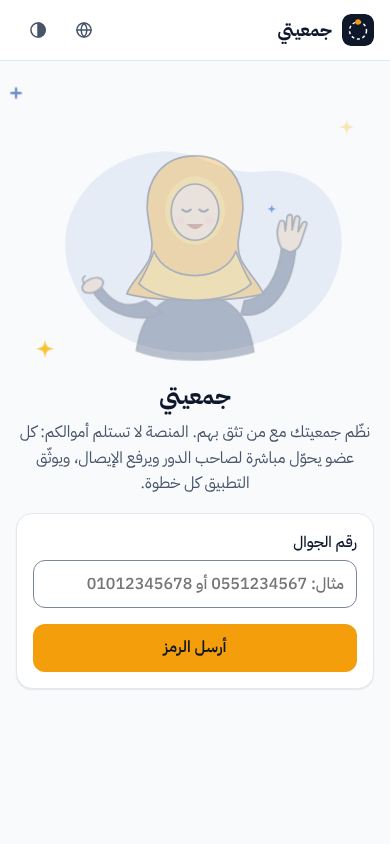 جمعيتي
جمعيتي
نظّم جمعيتك مع من تثق بهم. المنصة لا تستلم أموالكم: كل
عضو يحوّل مباشرة لصاحب الدور ويرفع الإيصال، ويوثّق
التطبيق كل خطوة.
رقم الجوال
مثال: 0551234567 أو 01012345678
أرسل الرمز